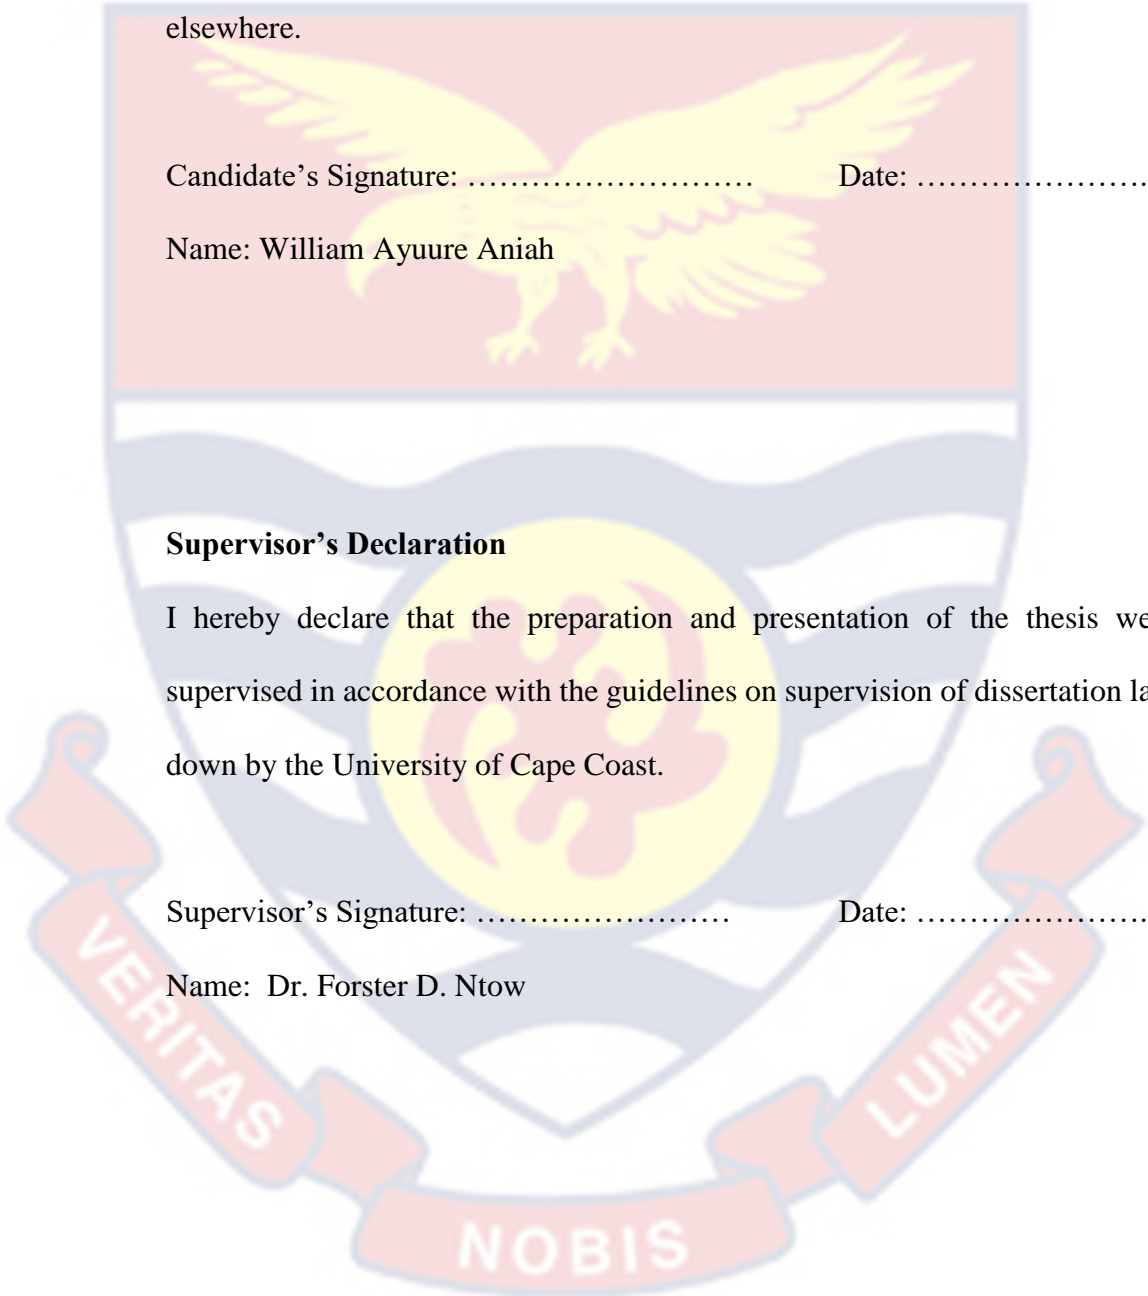 elsewhere.
Candidate’s Signature: ……………………… Date: ………………….
Name: William Ayuure Aniah
Supervisor’s Declaration
I hereby declare that the preparation and presentation of the thesis we
supervised in accordance with the guidelines on supervision of dissertation la
down by the University of Cape Coast.
Supervisor’s Signature: …………………… Date: ………………….
Name: Dr. Forster D. Ntow
VERITAS
NOBIS
LUMEN